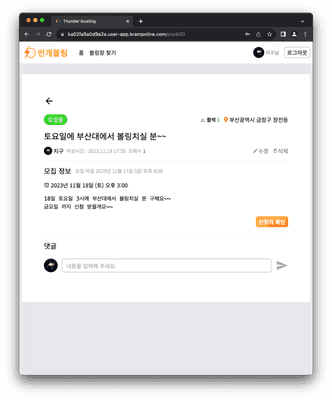 Thunder bowling
ka02fa9a0d9a2a.user-app.krampoline.com/post/20
번개볼링
홈 볼링장 찾기
지구님 로그아웃
모집중
총 참석 1 부산광역시 금정구 장전동
토요일에 부산대에서 볼링치실 분~~
지구 작성시간 : 2023.11.13 17:35 조회수 1
수정 삭제
모집 정보 모집 마감 2023년 11월 17일 (금) 오후 6:00
2023년 11월 18일 (토) 오후 3:00
18일 토요일 3시에 부산대에서 볼링치실 분 구해요~~
금요일 까지 신청 받을게요~~
신청자 확인
댓글
내용을 입력해 주세요.